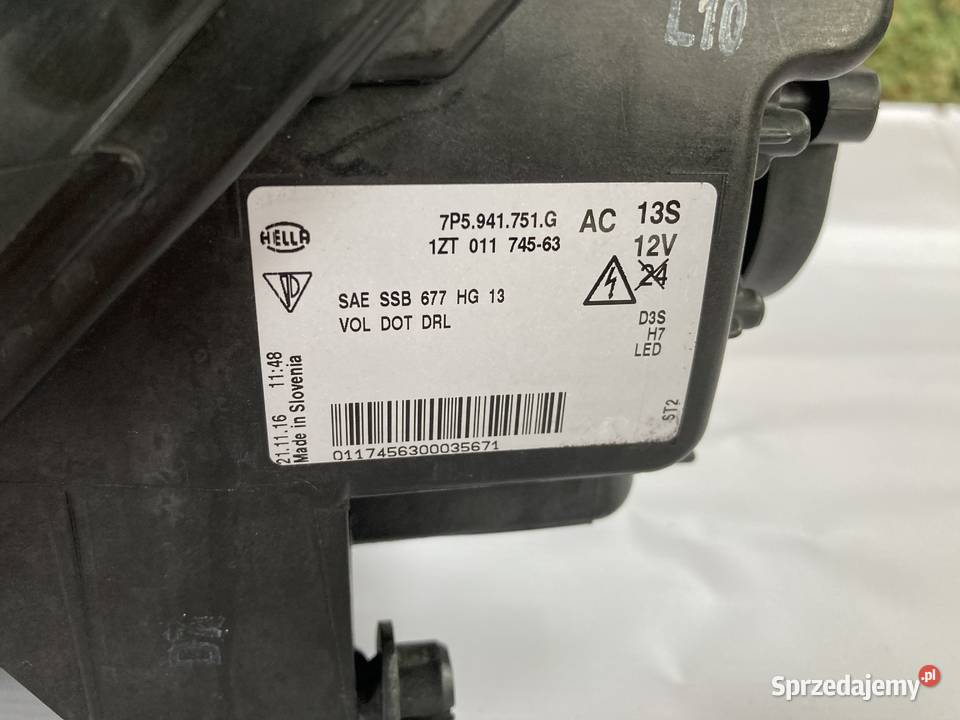 L10
HELLA
7P5.941.751.G AC 13S
1ZT 011 745-63 12V
24
SAE SSB 677 HG 13
VOL DOT DRL
D3S
H7
LED
21.11.16 11:48
Made in Slovenia
ST2
01174563000035671
Sprzedajemy.pl